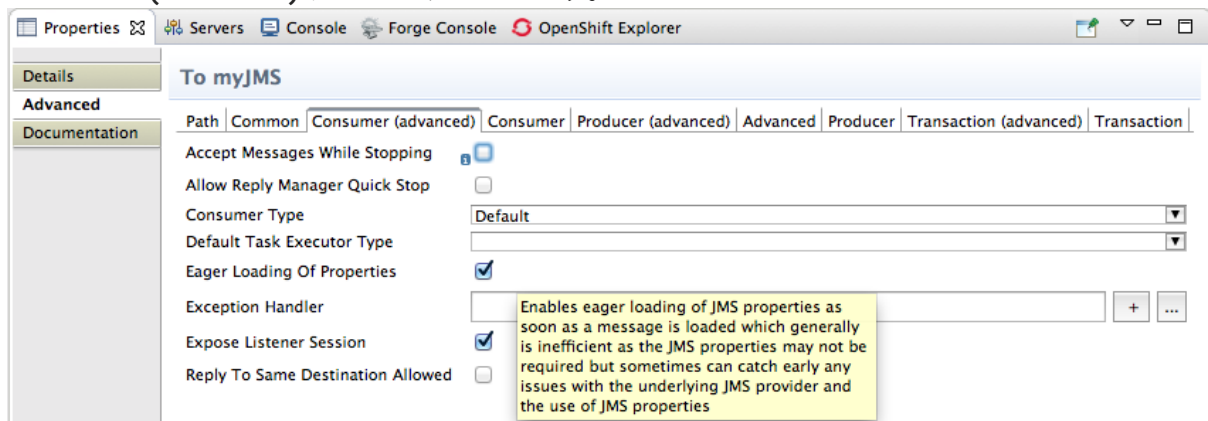 Properties Servers Console Forge Console OpenShift Explorer
Details
Advanced
Documentation
To myJMS
Path Common Consumer (advanced) Consumer Producer (advanced) Advanced Producer Transaction (advanced) Transaction
Accept Messages While Stopping
Allow Reply Manager Quick Stop
Consumer Type Default
Default Task Executor Type
Eager Loading Of Properties
Exception Handler + ...
Expose Listener Session
Reply To Same Destination Allowed
Enables eager loading of JMS properties as
soon as a message is loaded which generally
is inefficient as the JMS properties may not be
required but sometimes can catch early any
issues with the underlying JMS provider and
the use of JMS properties